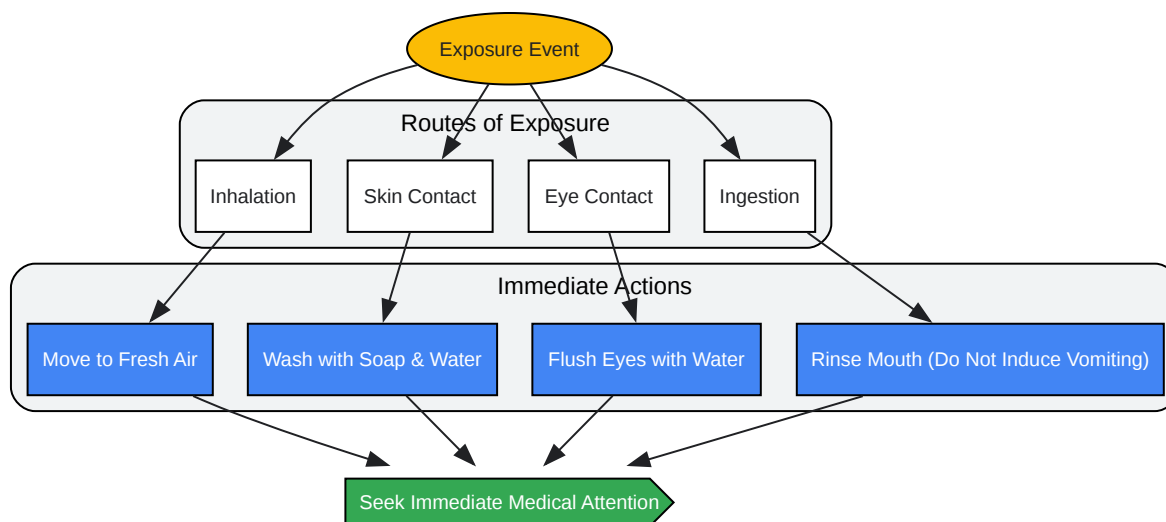 Exposure Event
Routes of Exposure
Inhalation
Skin Contact
Eye Contact
Ingestion
Immediate Actions
Move to Fresh Air
Wash with Soap & Water
Flush Eyes with Water
Rinse Mouth (Do Not Induce Vomiting)
Seek Immediate Medical Attention